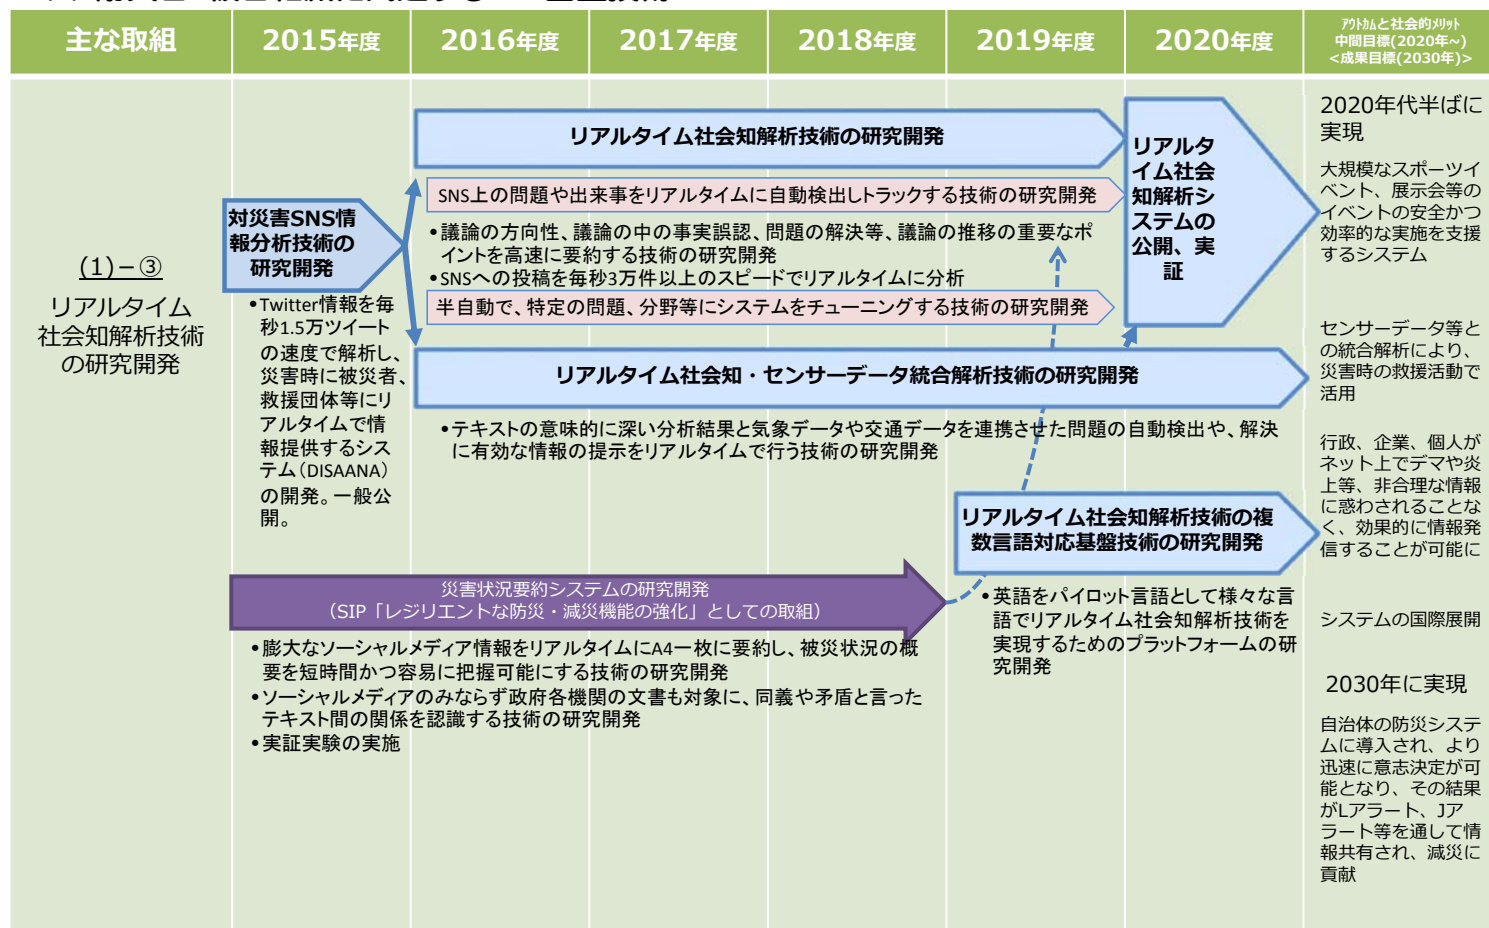 主な取組
2015年度
2016年度
2017年度
2018年度
2019年度
2020年度
ｱｳﾄｶﾑと社会的ﾒﾘｯﾄ
中間目標(2020年~)
<成果目標(2030年)>
(1)－③
リアルタイム
社会知解析技術
の研究開発
対災害SNS情
報分析技術の
研究開発
•Twitter情報を毎
秒1.5万ツイート
の速度で解析し、
災害時に被災者、
救援団体等にリ
アルタイムで情
報提供するシス
テム（DISAANA）
の開発。一般公
開。
リアルタイム社会知解析技術の研究開発
SNS上の問題や出来事をリアルタイムに自動検出しトラックする技術の研究開発
•議論の方向性、議論の中の事実誤認、問題の解決等、議論の推移の重要なポ
イントを高速に要約する技術の研究開発
•SNSへの投稿を毎秒3万件以上のスピードでリアルタイムに分析
半自動で、特定の問題、分野等にシステムをチューニングする技術の研究開発
リアルタイム社会知・センサーデータ統合解析技術の研究開発
•テキストの意味的に深い分析結果と気象データや交通データを連携させた問題の自動検出や、解決
に有効な情報の提示をリアルタイムで行う技術の研究開発
リアルタ
イム社会
知解析シ
ステムの
公開、実
証
リアルタイム社会知解析技術の複
数言語対応基盤技術の研究開発
•英語をパイロット言語として様々な言
語でリアルタイム社会知解析技術を
実現するためのプラットフォームの研
究開発
災害状況要約システムの研究開発
（SIP「レジリエントな防災・減災機能の強化」としての取組）
•膨大なソーシャルメディア情報をリアルタイムにA4一枚に要約し、被災状況の概
要を短時間かつ容易に把握可能にする技術の研究開発
•ソーシャルメディアのみならず政府各機関の文書も対象に、同義や矛盾と言った
テキスト間の関係を認識する技術の研究開発
•実証実験の実施
2020年代半ばに
実現
大規模なスポーツイ
ベント、展示会等の
イベントの安全かつ
効率的な実施を支援
するシステム
センサーデータ等と
の統合解析により、
災害時の救援活動で
活用
行政、企業、個人が
ネット上でデマや炎
上等、非合理な情報
に惑わされることな
く、効果的に情報発
信することが可能に
システムの国際展開
2030年に実現
自治体の防災システ
ムに導入され、より
迅速に意志決定が可
能となり、その結果
がLアラート、Jア
ラート等を通して情
報共有され、減災に
貢献